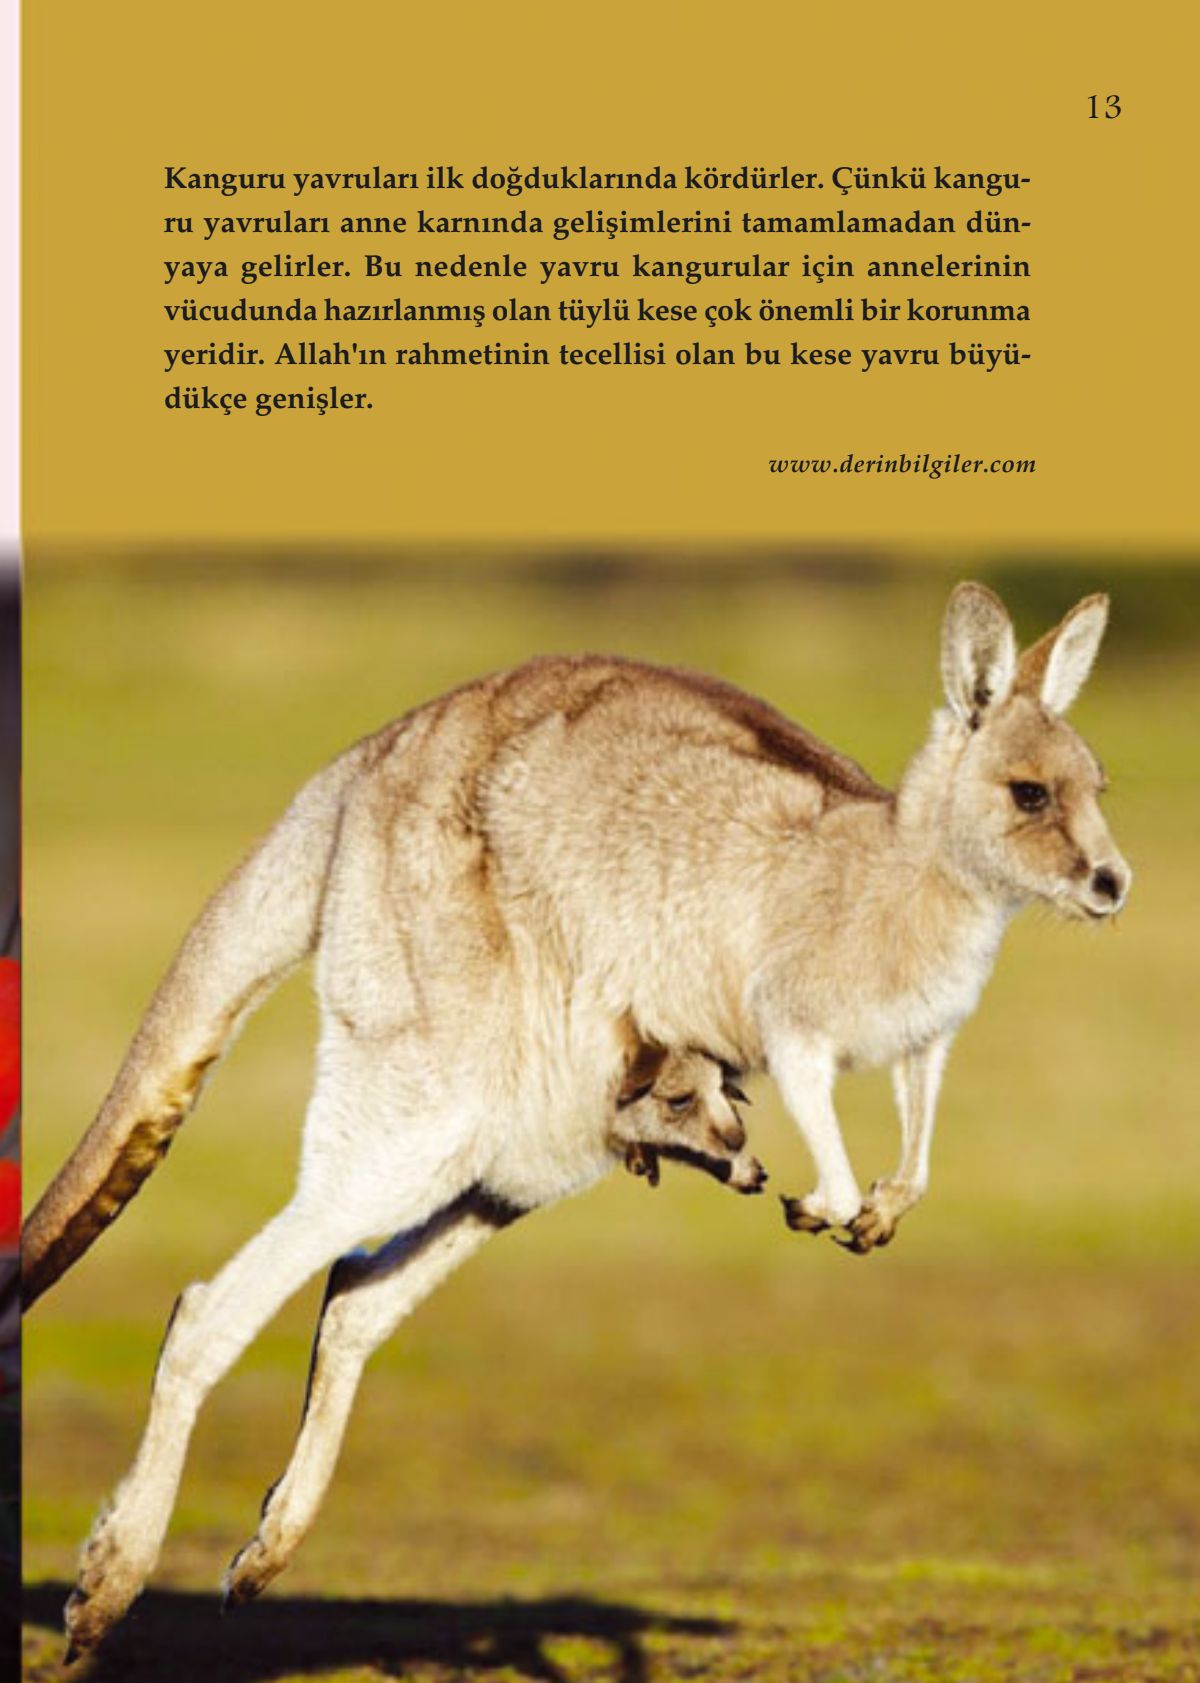 13
Kanguru yavruları ilk doğduklarında kördürler. Çünkü kangu-
ru yavruları anne karnında gelişimlerini tamamlamadan dün-
yaya gelirler. Bu nedenle yavru kangurular için annelerinin
vücudunda hazırlanmış olan tüylü kese çok önemli bir korunma
yeridir. Allah'ın rahmetinin tecellisi olan bu kese yavru büyü-
dükçe genişler.
www.derinbilgiler.com